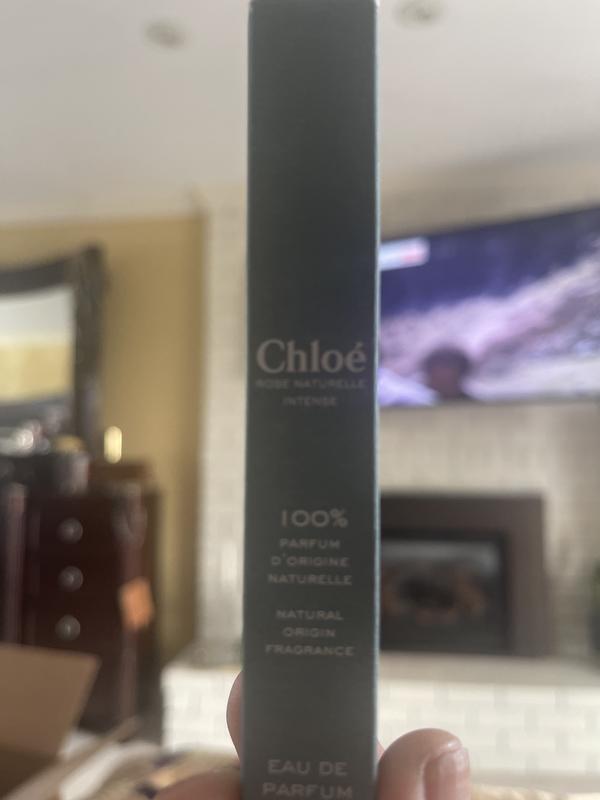 Chloé
ROSE NATURELLE
INTENSE
100%
PARFUM
D'ORIGINE
NATURELLE
NATURAL
ORIGIN
FRAGRANCE
EAU DE
PARFUM